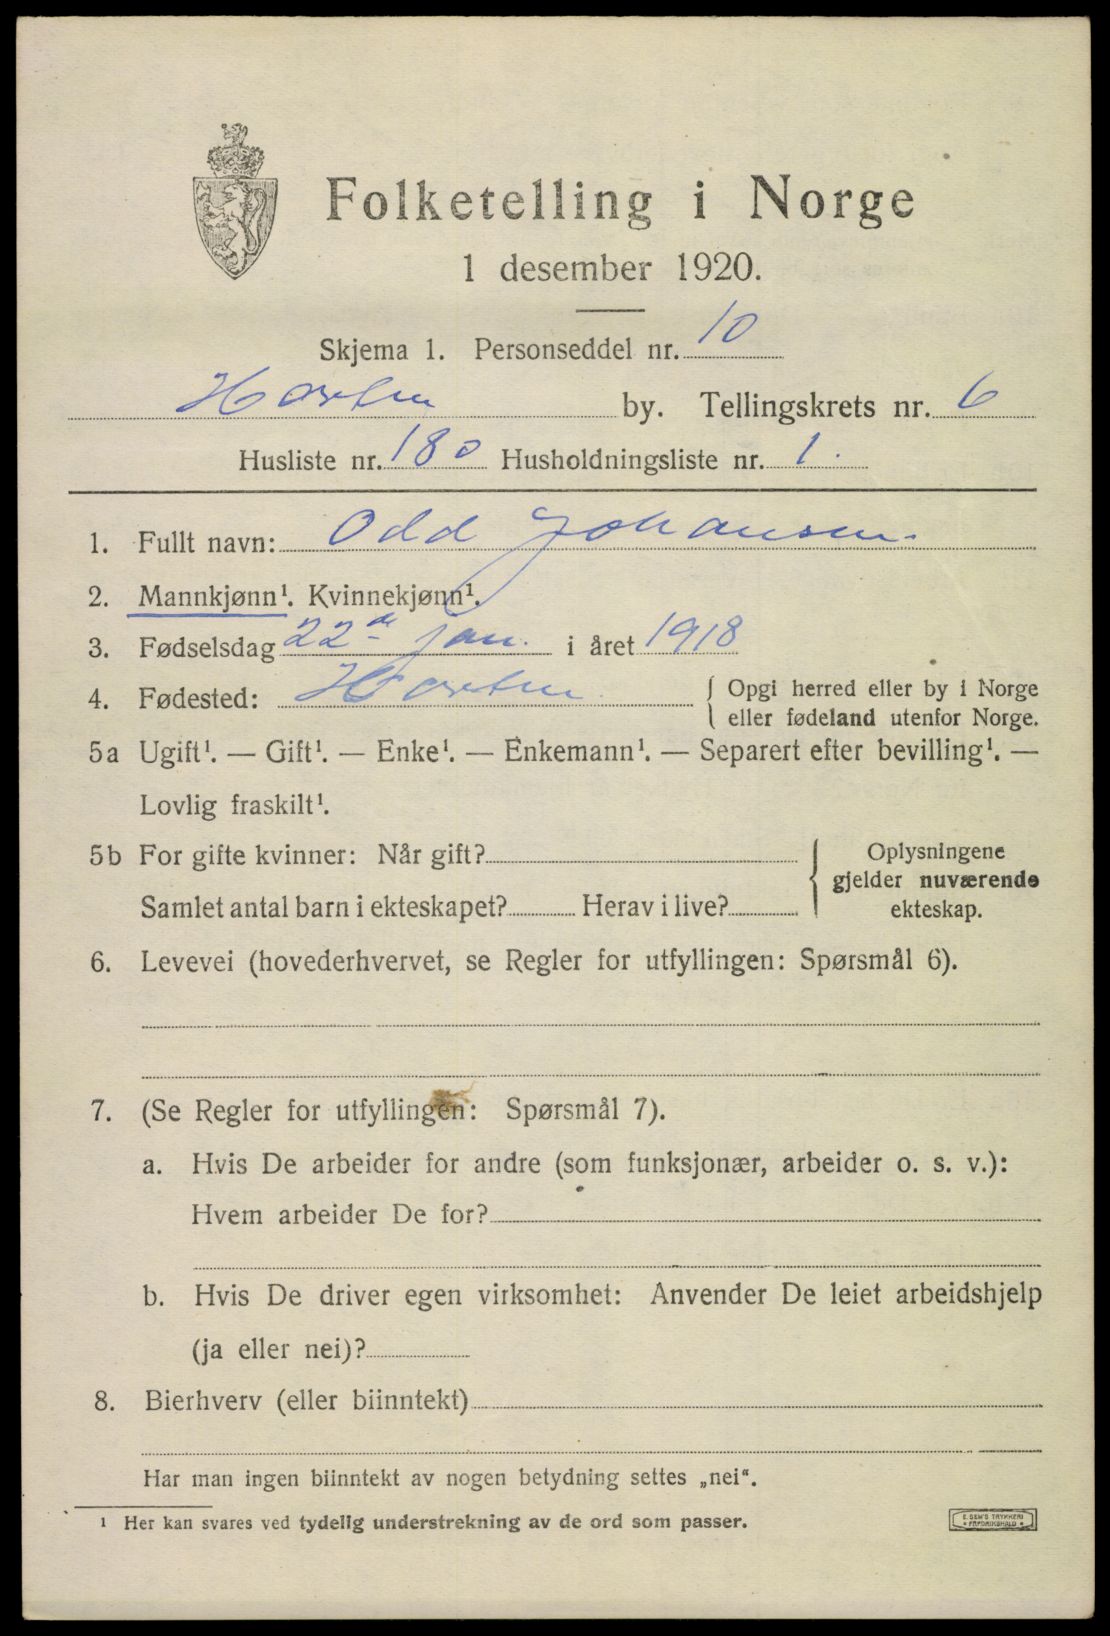 Folketelling i Norge
1 desember 1920.
Skjema 1. Personseddel nr. 10
Horten by. Tellingskrets nr. 6
Husliste nr. 180 Husholdningsliste nr. 1.
1. Fullt navn: Odd Johansen.
2. Mannkjønn¹. Kvinnekjønn¹.
3. Fødselsdag 22de jan. i året 1918
4. Fødested: Horten { Opgi herred eller by i Norge
eller fødeland utenfor Norge.
5a Ugift¹. — Gift¹. — Enke¹. — Enkemann¹. — Separert efter bevilling¹. —
Lovlig fraskilt¹.
5b For gifte kvinner: Når gift? Oplysningene
gjelder nuværende
Samlet antal barn i ekteskapet? Herav i live? ekteskap.
6. Levevei (hovederhvervet, se Regler for utfyllingen: Spørsmål 6).
7. (Se Regler for utfyllingen: Spørsmål 7).
a. Hvis De arbeider for andre (som funksjonær, arbeider o. s. v.):
Hvem arbeider De for?
b. Hvis De driver egen virksomhet: Anvender De leiet arbeidshjelp
(ja eller nei)?
8. Bierhverv (eller biinntekt)
Har man ingen biinntekt av nogen betydning settes „nei“.
¹ Her kan svares ved tydelig understrekning av de ord som passer.
E. SEM'S TRYKKERI
FREDRIKSHALD